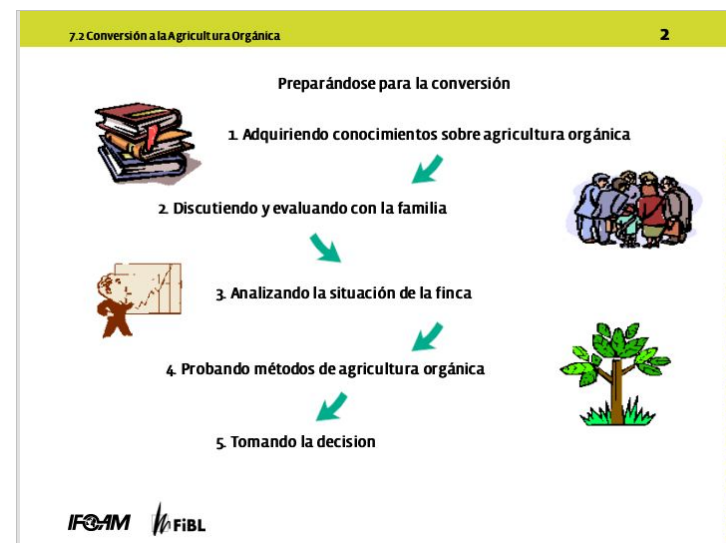 7.2 Conversión a la Agricultura Orgánica
2
Preparándose para la conversión
1. Adquiriendo conocimientos sobre agricultura orgánica
2. Discutiendo y evaluando con la familia
3. Analizando la situación de la finca
4. Probando métodos de agricultura orgánica
5. Tomando la decision
IFOAM
FiBL